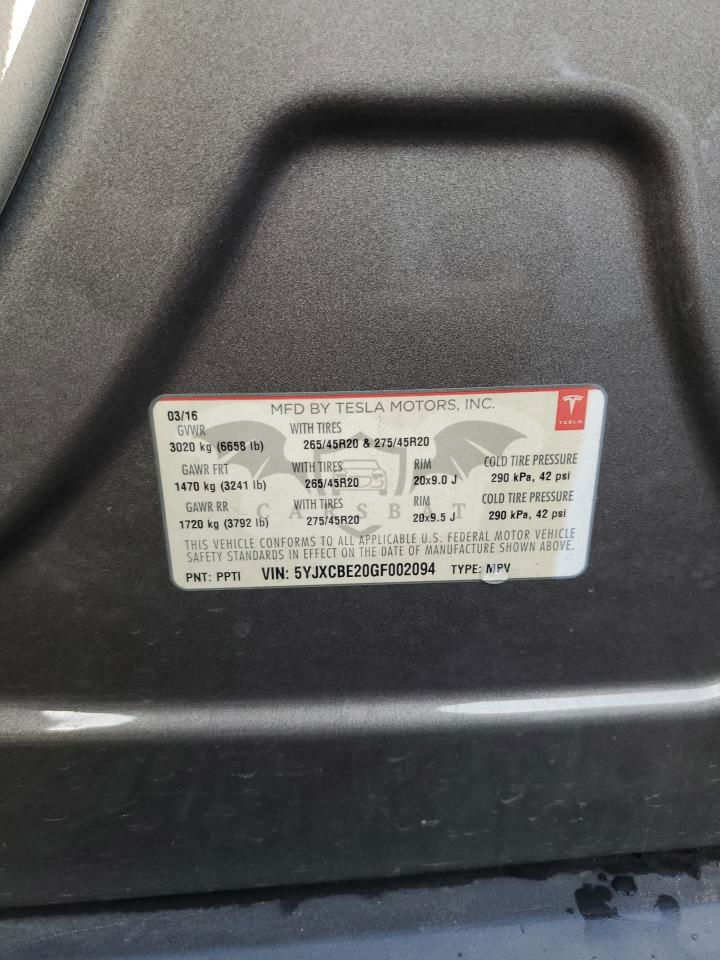 03/16 MFD BY TESLA MOTORS, INC.
TESLA
GVWR WITH TIRES
3020 kg (6658 lb) 265/45R20 & 275/45R20
GAWR FRT WITH TIRES RIM COLD TIRE PRESSURE
1470 kg (3241 lb) 265/45R20 20x9.0 J 290 kPa, 42 psi
GAWR RR WITH TIRES RIM COLD TIRE PRESSURE
1720 kg (3792 lb) 275/45R20 20x9.5 J 290 kPa, 42 psi
CARSBAT
THIS VEHICLE CONFORMS TO ALL APPLICABLE U.S. FEDERAL MOTOR VEHICLE
SAFETY STANDARDS IN EFFECT ON THE DATE OF MANUFACTURE SHOWN ABOVE.
PNT: PPTI VIN: 5YJXCBE20GF002094 TYPE: MPV